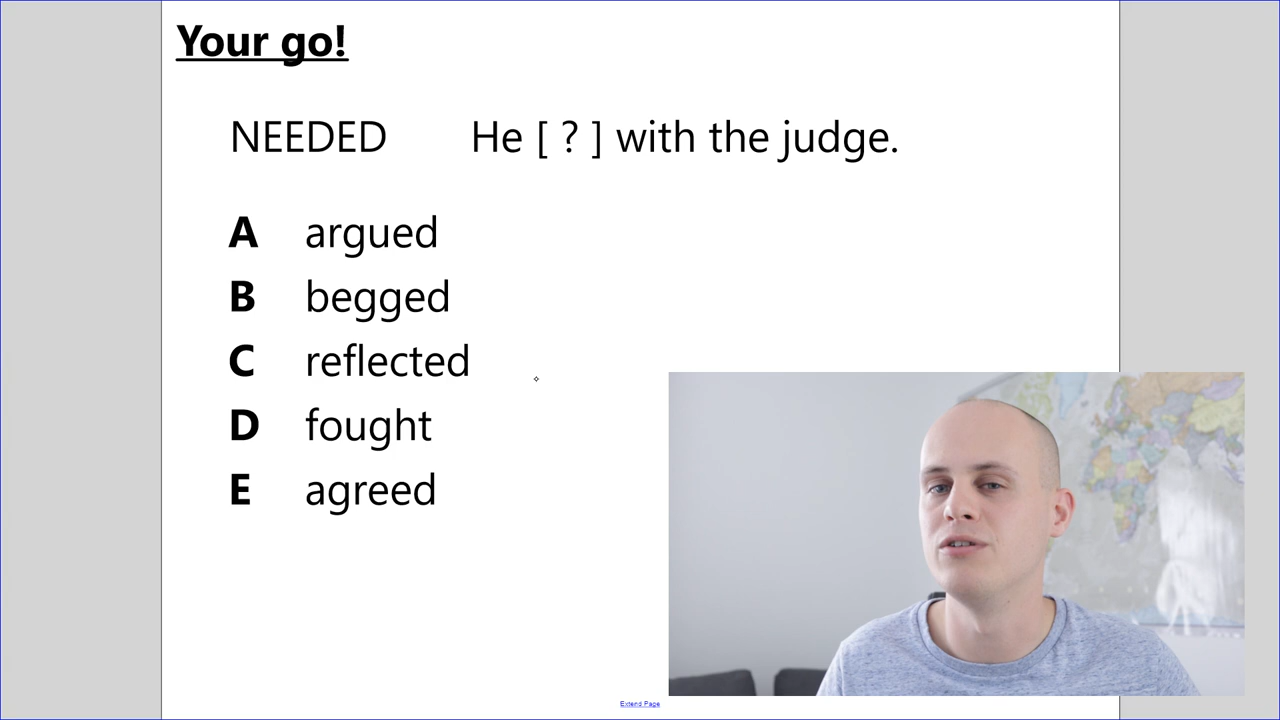 Your go!
NEEDED He [ ? ] with the judge.
A argued
B begged
C reflected
D fought
E agreed
Extend Page